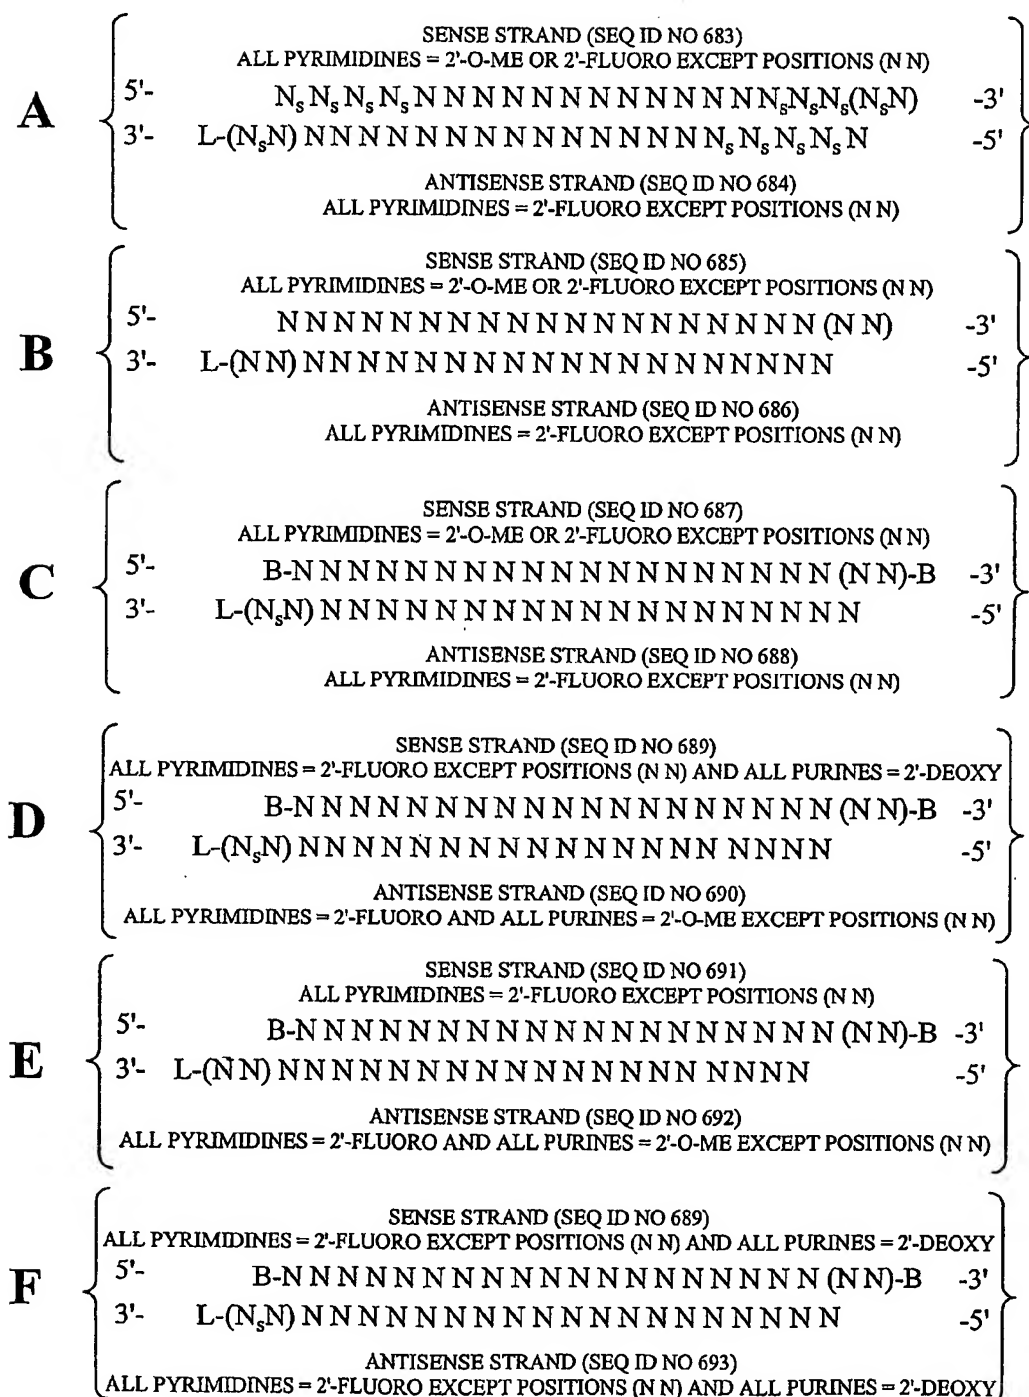 A
SENSE STRAND (SEQ ID NO 683)
ALL PYRIMIDINES = 2'-O-ME OR 2'-FLUORO EXCEPT POSITIONS (N N)
5'- NsNsNsNsN N N N N N N N N N N NNsNsNs(NsN) -3'
3'- L-(NsN) N N N N N N N N N N N N N N Ns Ns Ns Ns N -5'
ANTISENSE STRAND (SEQ ID NO 684)
ALL PYRIMIDINES = 2'-FLUORO EXCEPT POSITIONS (N N)
B
SENSE STRAND (SEQ ID NO 685)
ALL PYRIMIDINES = 2'-O-ME OR 2'-FLUORO EXCEPT POSITIONS (N N)
5'- N N N N N N N N N N N N N N N N N N N (N N) -3'
3'- L-(N N) N N N N N N N N N N N N N N N N N N N -5'
ANTISENSE STRAND (SEQ ID NO 686)
ALL PYRIMIDINES = 2'-FLUORO EXCEPT POSITIONS (N N)
C
SENSE STRAND (SEQ ID NO 687)
ALL PYRIMIDINES = 2'-O-ME OR 2'-FLUORO EXCEPT POSITIONS (N N)
5'- B-N N N N N N N N N N N N N N N N N N N (N N)-B -3'
3'- L-(NsN) N N N N N N N N N N N N N N N N N N N -5'
ANTISENSE STRAND (SEQ ID NO 688)
ALL PYRIMIDINES = 2'-FLUORO EXCEPT POSITIONS (N N)
D
SENSE STRAND (SEQ ID NO 689)
ALL PYRIMIDINES = 2'-FLUORO EXCEPT POSITIONS (N N) AND ALL PURINES = 2'-DEOXY
5'- B-N N N N N N N N N N N N N N N N N N N (N N)-B -3'
3'- L-(NsN) N N N N N N N N N N N N N N N N N N N -5'
ANTISENSE STRAND (SEQ ID NO 690)
ALL PYRIMIDINES = 2'-FLUORO AND ALL PURINES = 2'-O-ME EXCEPT POSITIONS (N N)
E
SENSE STRAND (SEQ ID NO 691)
ALL PYRIMIDINES = 2'-FLUORO EXCEPT POSITIONS (N N)
5'- B-N N N N N N N N N N N N N N N N N N N (N N)-B -3'
3'- L-(N N) N N N N N N N N N N N N N N N N N N N -5'
ANTISENSE STRAND (SEQ ID NO 692)
ALL PYRIMIDINES = 2'-FLUORO AND ALL PURINES = 2'-O-ME EXCEPT POSITIONS (N N)
F
SENSE STRAND (SEQ ID NO 689)
ALL PYRIMIDINES = 2'-FLUORO EXCEPT POSITIONS (N N) AND ALL PURINES = 2'-DEOXY
5'- B-N N N N N N N N N N N N N N N N N N N (N N)-B -3'
3'- L-(NsN) N N N N N N N N N N N N N N N N N N N -5'
ANTISENSE STRAND (SEQ ID NO 693)
ALL PYRIMIDINES = 2'-FLUORO EXCEPT POSITIONS (N N) AND ALL PURINES = 2'-DEOXY